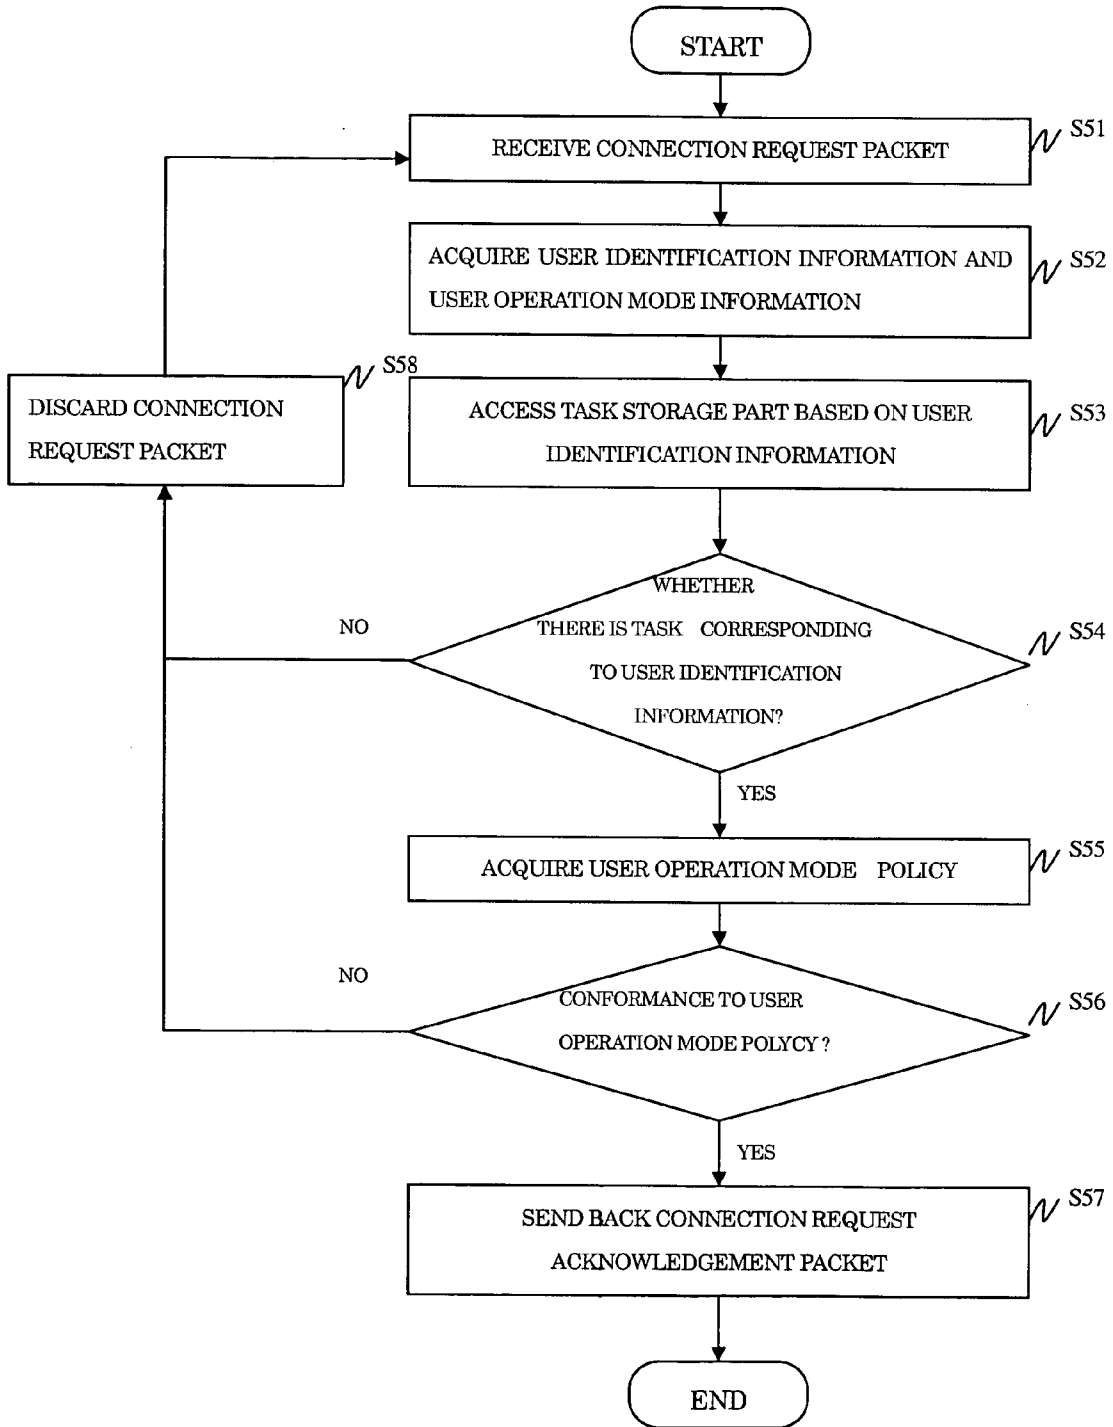 START
RECEIVE CONNECTION REQUEST PACKET
S51
ACQUIRE USER IDENTIFICATION INFORMATION AND
USER OPERATION MODE INFORMATION
S52
ACCESS TASK STORAGE PART BASED ON USER
IDENTIFICATION INFORMATION
S53
DISCARD CONNECTION
REQUEST PACKET
S58
WHETHER
THERE IS TASK CORRESPONDING
TO USER IDENTIFICATION
INFORMATION?
S54
NO
YES
ACQUIRE USER OPERATION MODE POLICY
S55
CONFORMANCE TO USER
OPERATION MODE POLYCY?
S56
NO
YES
SEND BACK CONNECTION REQUEST
ACKNOWLEDGEMENT PACKET
S57
END